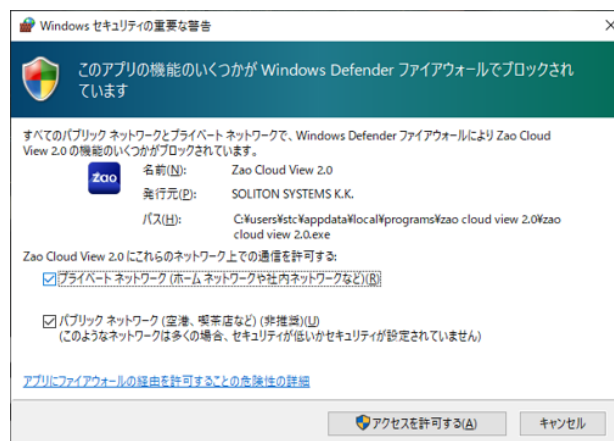 Windows セキュリティの重要な警告
このアプリの機能のいくつかが Windows Defender ファイアウォールでブロックされ
ています
すべてのパブリック ネットワークとプライベート ネットワークで、Windows Defender ファイアウォールにより Zao Cloud
View 2.0 の機能のいくつかがブロックされています。
zao
名前(N): Zao Cloud View 2.0
発行元(P): SOLITON SYSTEMS K.K.
パス(H): C:¥users¥stc¥appdata¥local¥programs¥zao cloud view 2.0¥zao
cloud view 2.0.exe
Zao Cloud View 2.0 にこれらのネットワーク上での通信を許可する:
プライベート ネットワーク (ホーム ネットワークや社内ネットワークなど)(R)
パブリック ネットワーク (空港、喫茶店など) (非推奨)(U)
(このようなネットワークは多くの場合、セキュリティが低いかセキュリティが設定されていません)
アプリにファイアウォールの経由を許可することの危険性の詳細
アクセスを許可する(A) キャンセル